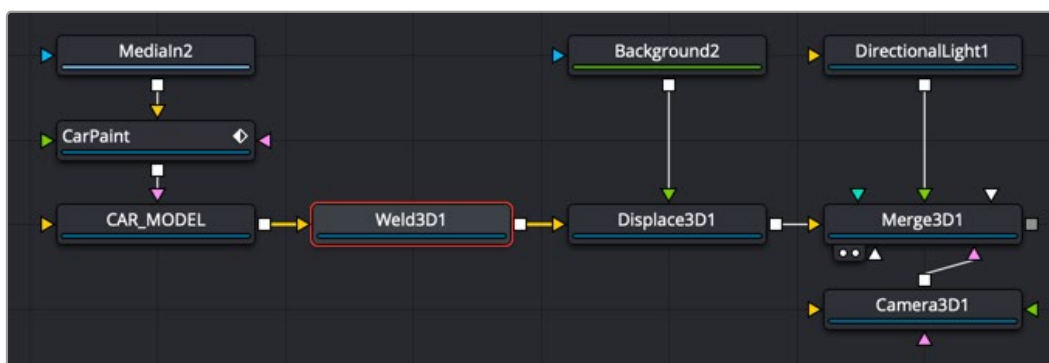 MediaIn2
Background2
DirectionalLight1
CarPaint
CAR_MODEL
Weld3D1
Displace3D1
Merge3D1
Camera3D1